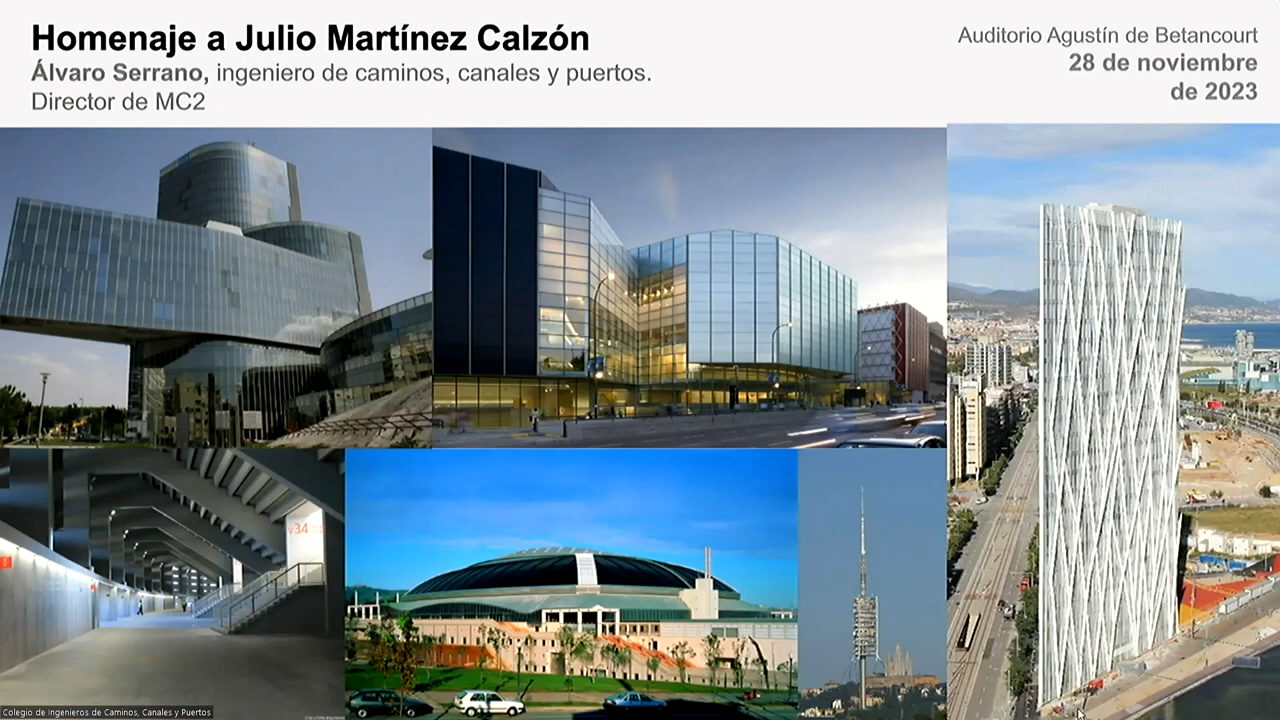 Homenaje a Julio Martínez Calzón
Álvaro Serrano, ingeniero de caminos, canales y puertos.
Director de MC2
Auditorio Agustín de Betancourt
28 de noviembre
de 2023
v34
Colegio de Ingenieros de Caminos, Canales y Puertos